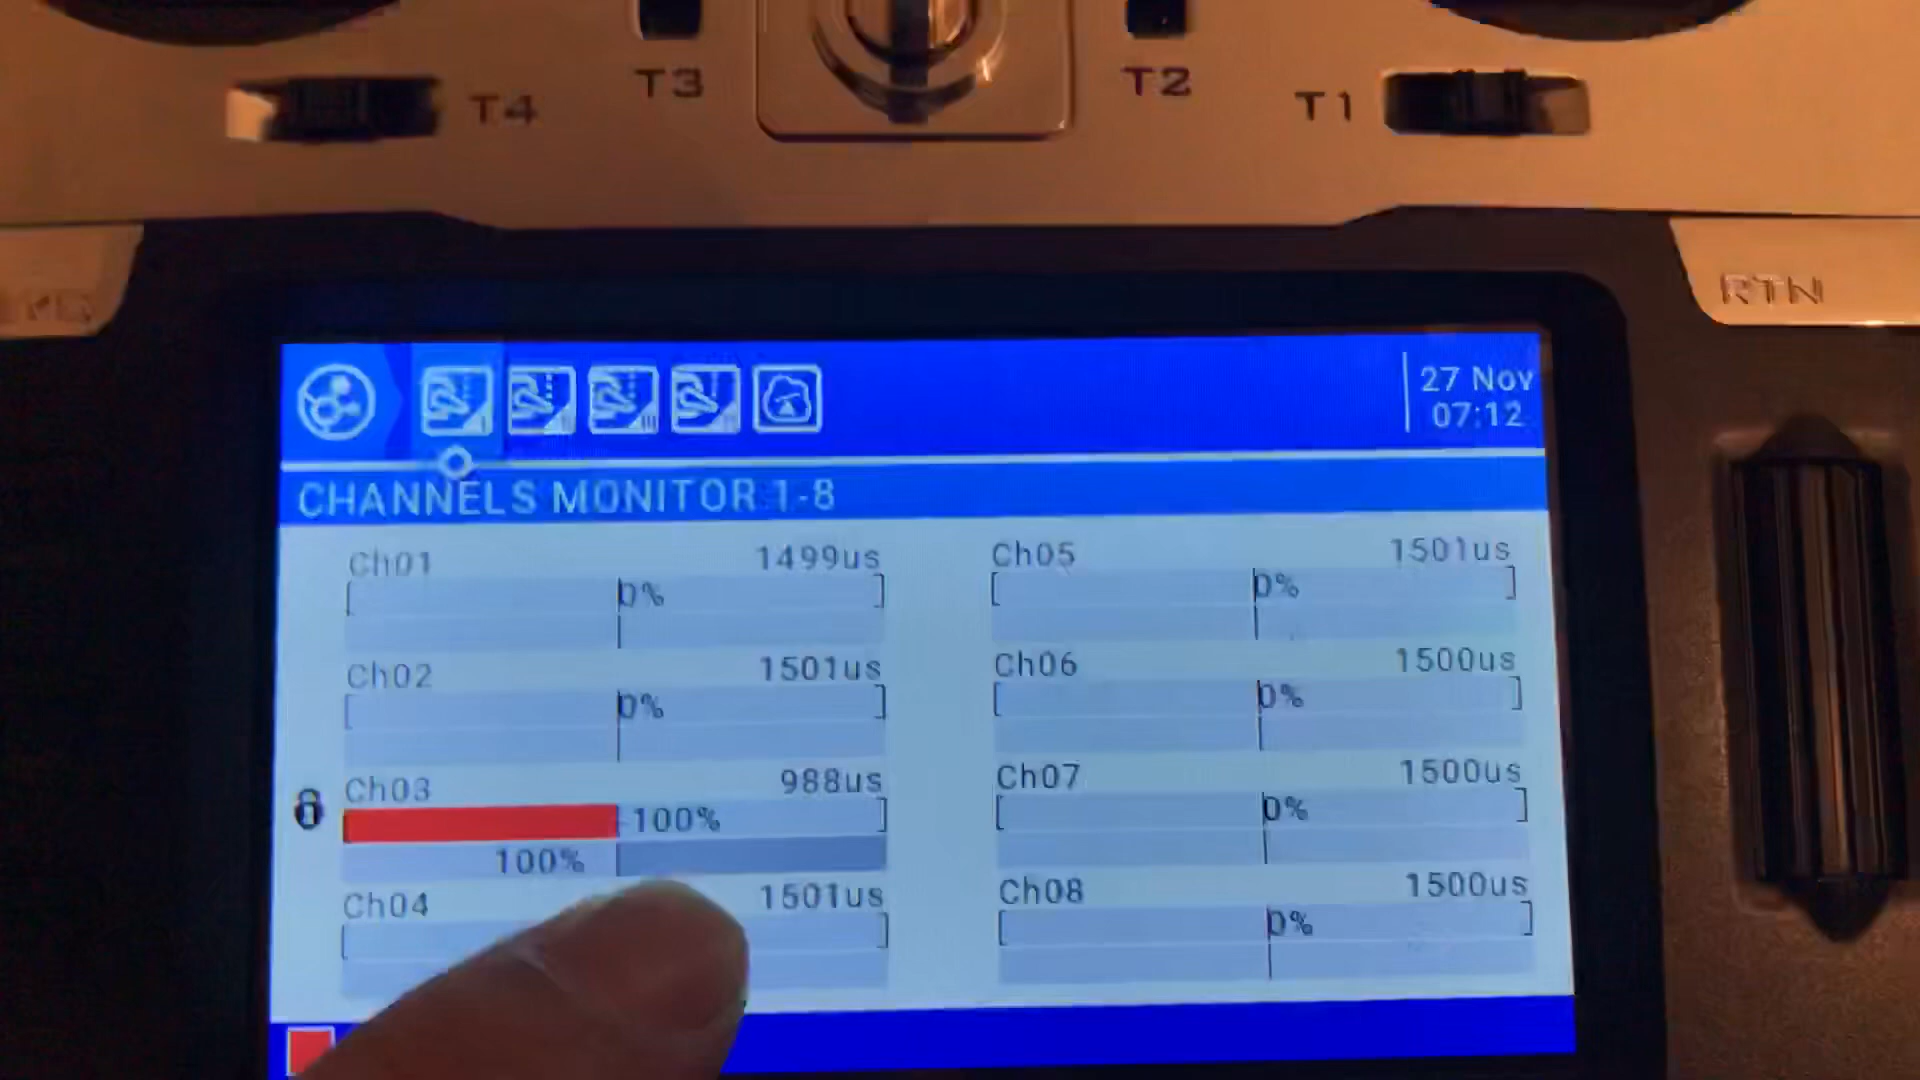 T4
T3
T2
T1
RTN
27 Nov
07:12
CHANNELS MONITOR 1-8
Ch01 1499us
0%
Ch02 1501us
0%
Ch03 988us
-100%
100%
Ch04 1501us
Ch05 1501us
0%
Ch06 1500us
0%
Ch07 1500us
0%
Ch08 1500us
0%